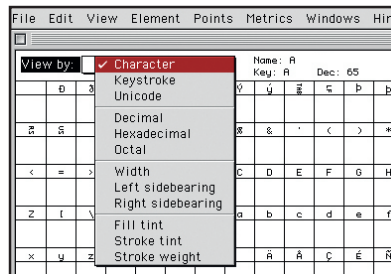 File Edit View Element Points Metrics Windows
View by: ✓ Character
Name: A
Key: A Dec: 65
Keystroke
Unicode
Decimal
Hexadecimal
Octal
Width
Left sidebearing
Right sidebearing
Fill tint
Stroke tint
Stroke weight
Ð ý Þ
& ' ( ) *
< = > C D E F G H
Z [ \ a b c d e f
x y z Ä Å Ç É Ñ